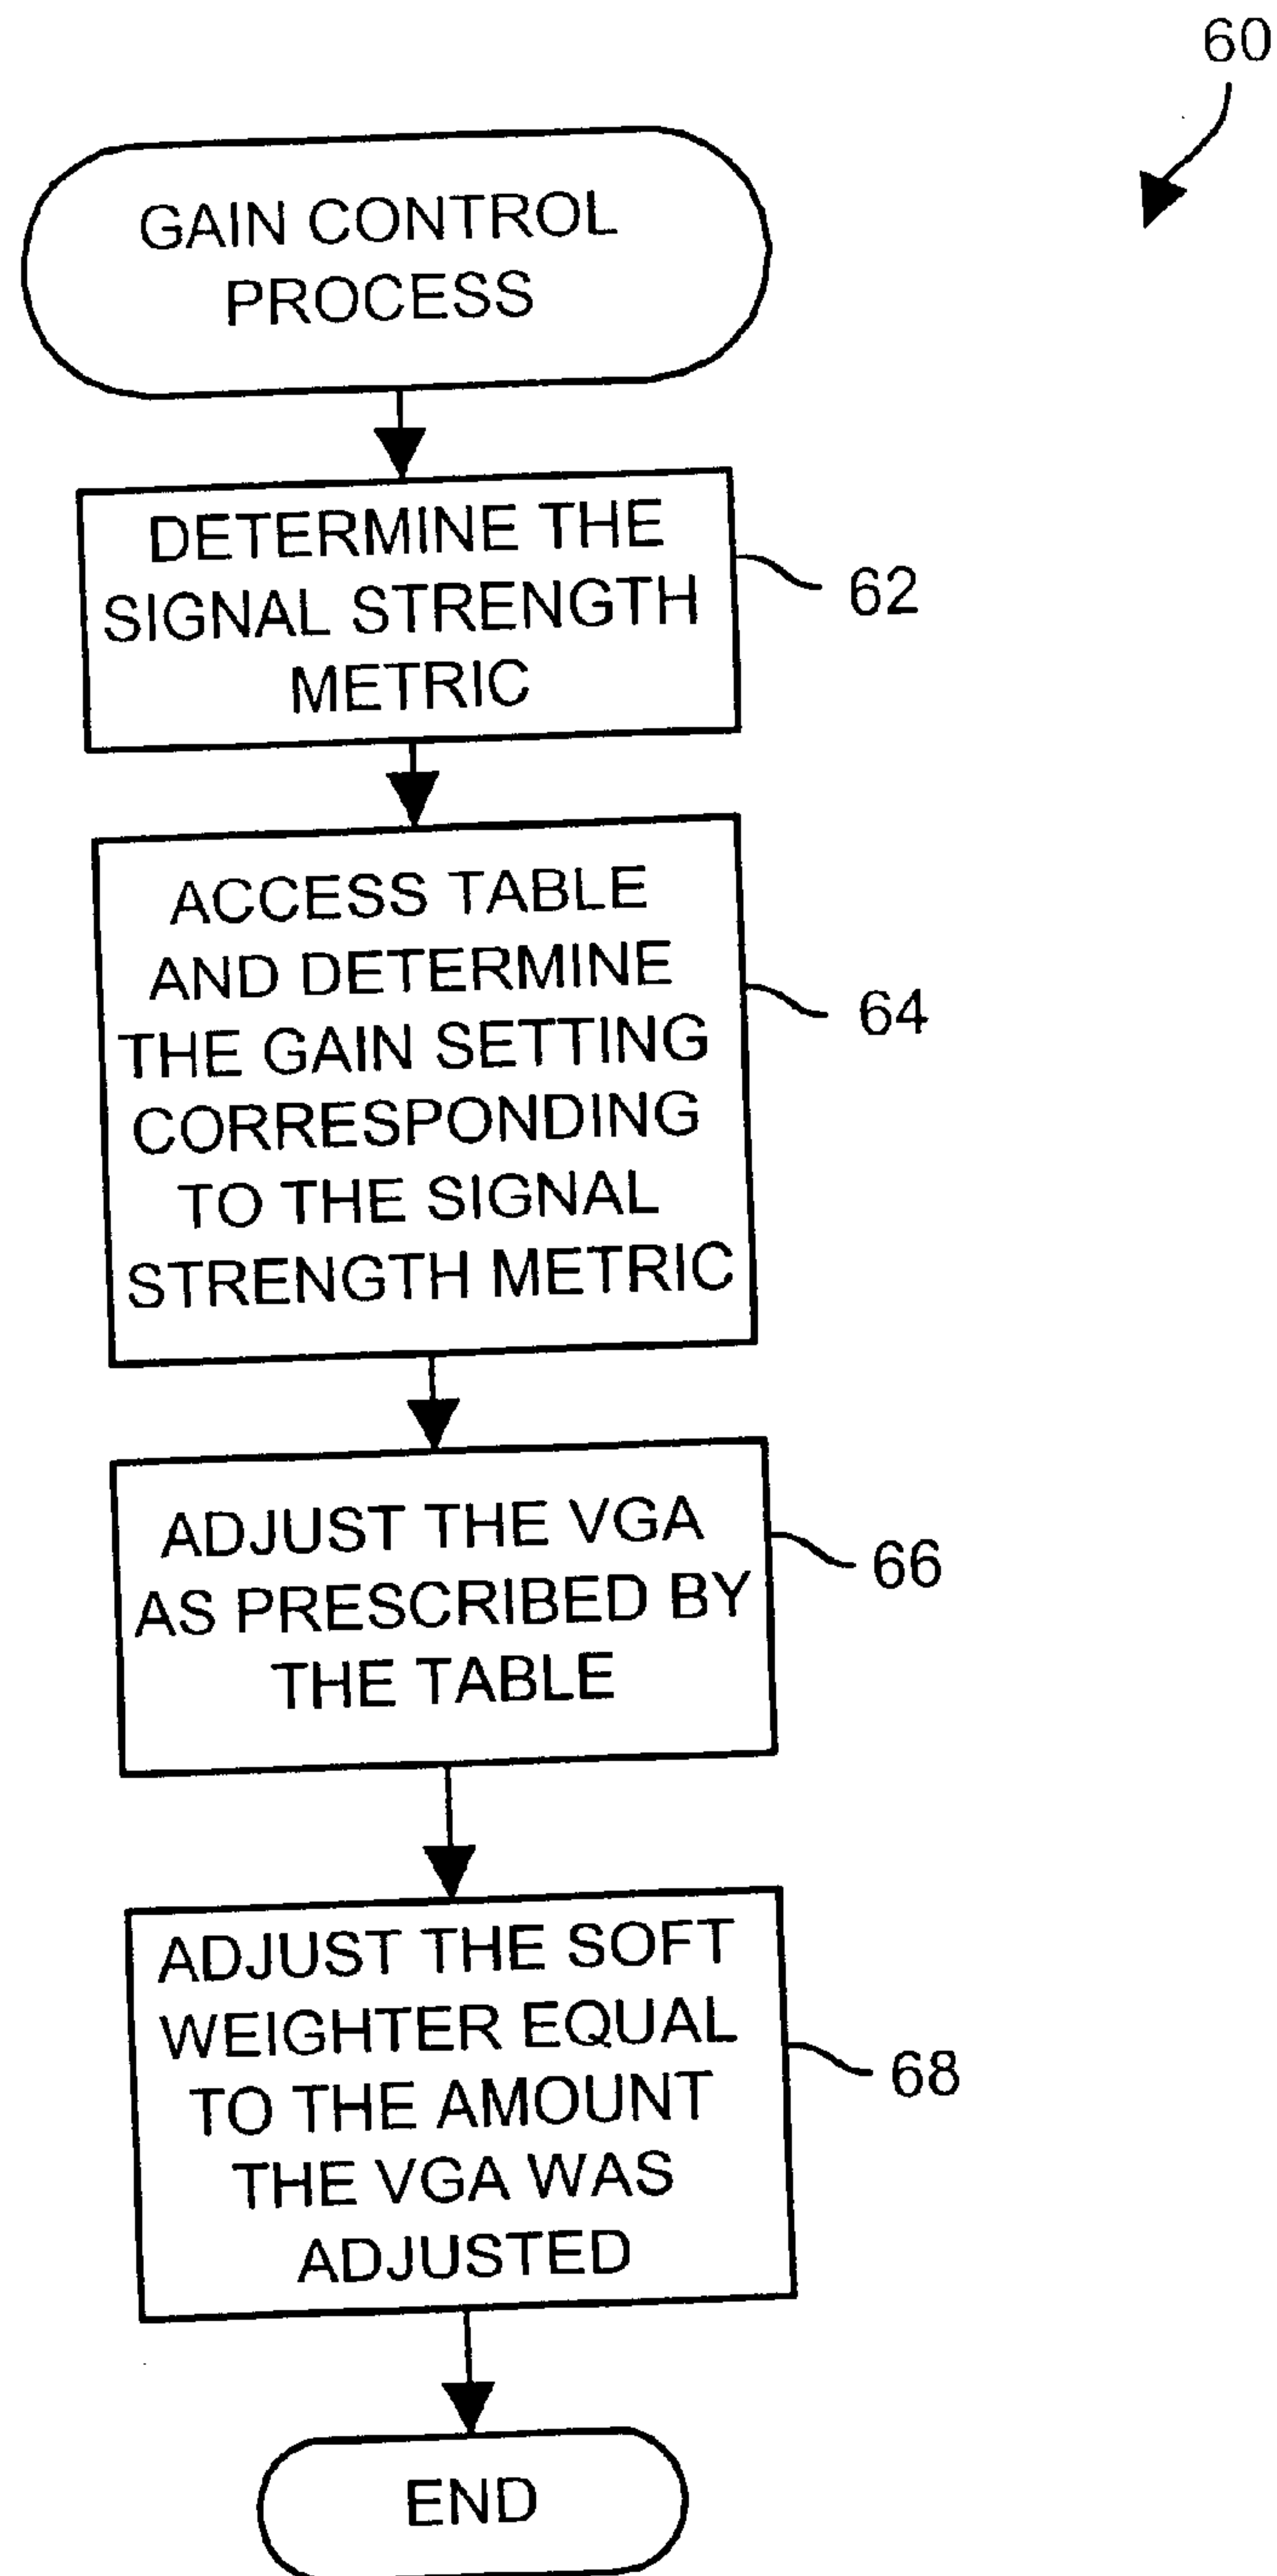 60
GAIN CONTROL
PROCESS
DETERMINE THE
SIGNAL STRENGTH
METRIC
62
ACCESS TABLE
AND DETERMINE
THE GAIN SETTING
CORRESPONDING
TO THE SIGNAL
STRENGTH METRIC
64
ADJUST THE VGA
AS PRESCRIBED BY
THE TABLE
66
ADJUST THE SOFT
WEIGHTER EQUAL
TO THE AMOUNT
THE VGA WAS
ADJUSTED
68
END